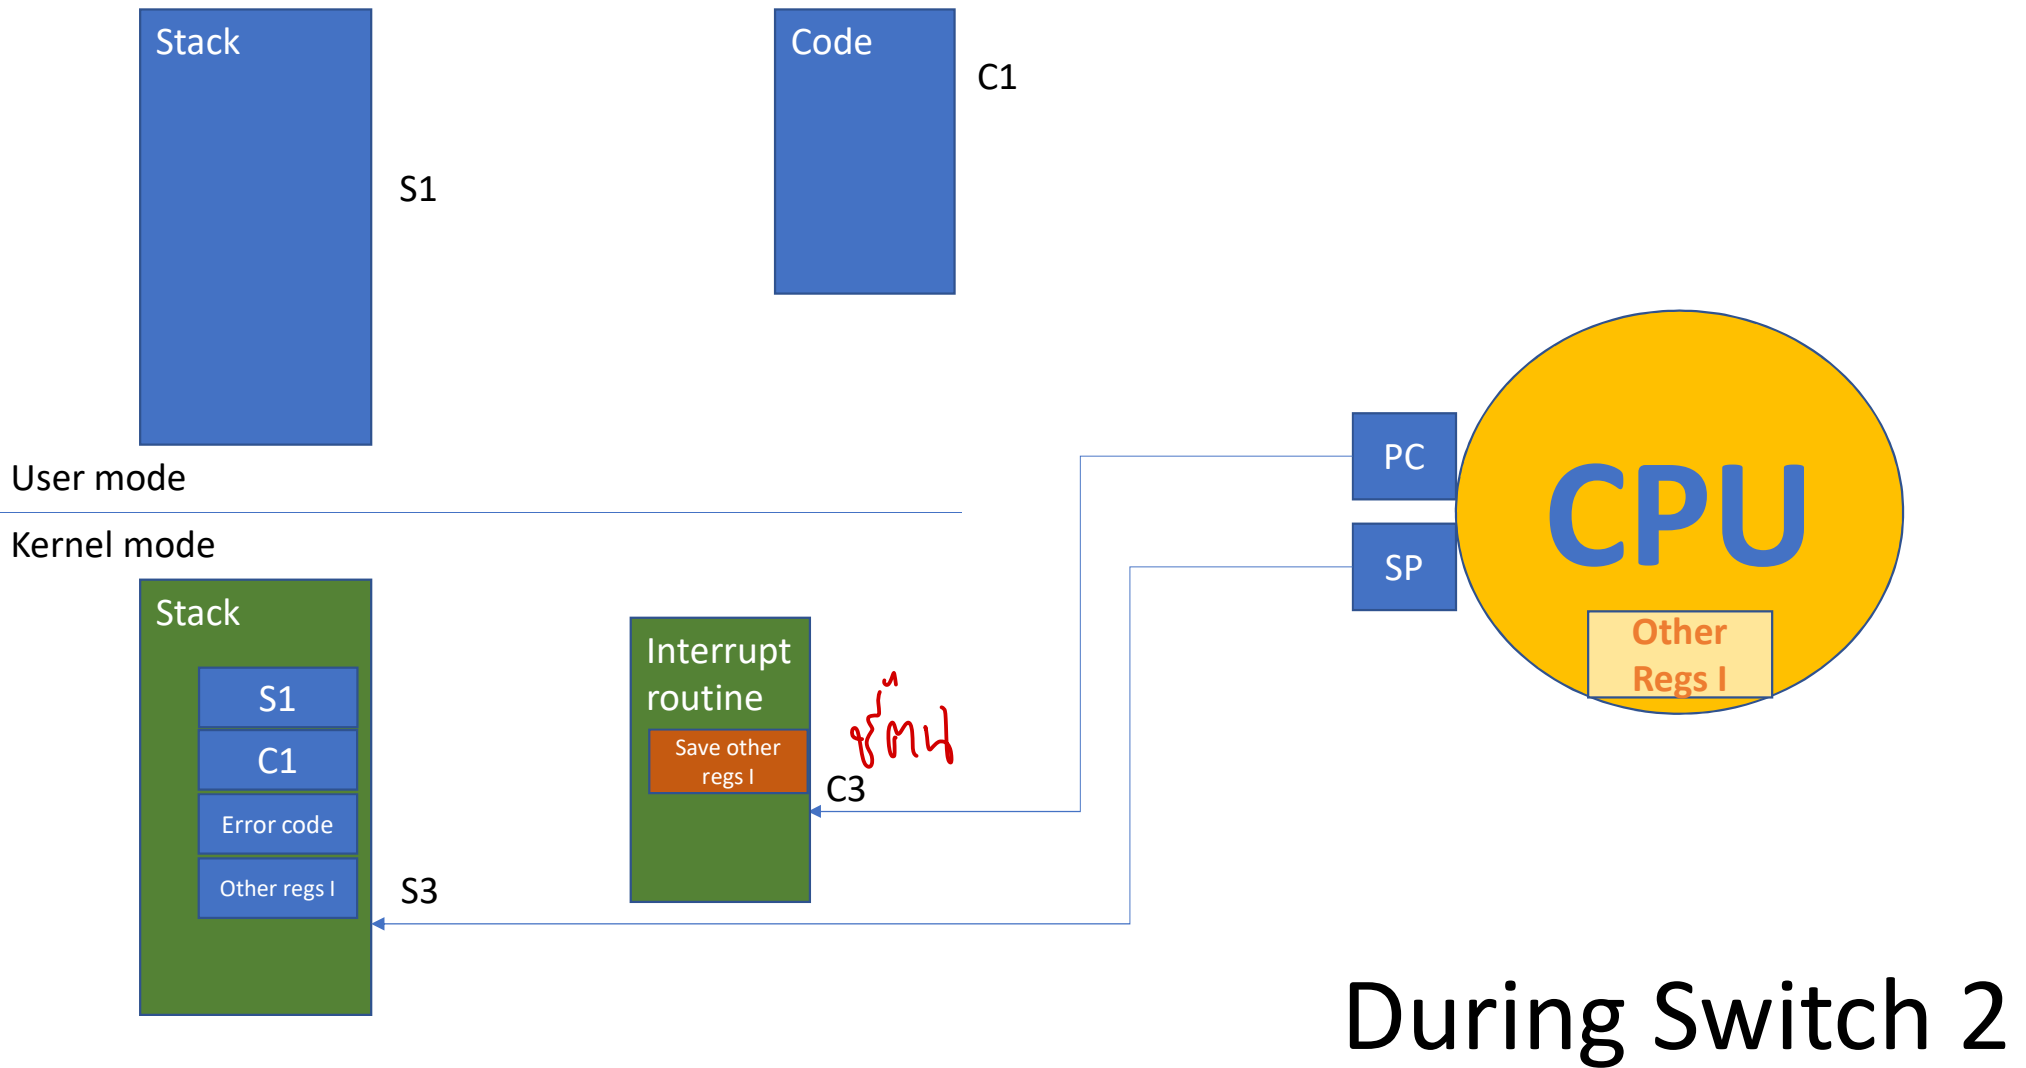 Stack
Code
C1
S1
User mode
Kernel mode
PC
SP
CPU
Other
Regs I
Stack
S1
C1
Error code
Other regs I
S3
Interrupt
routine
Save other
regs I
C3
During Switch 2